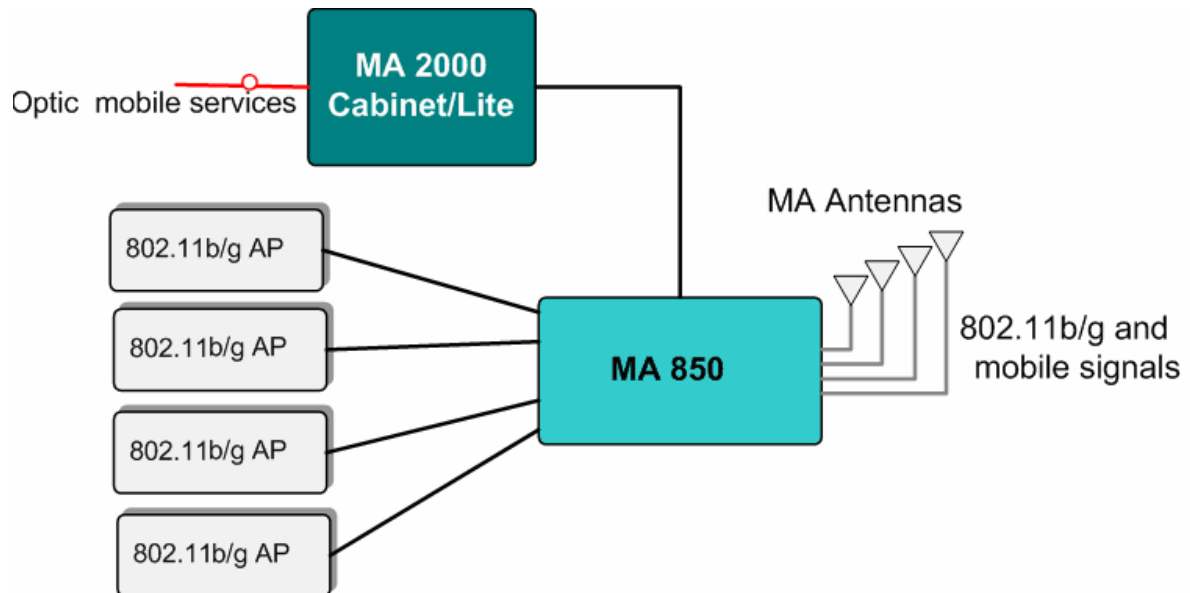 MA 2000
Cabinet/Lite
Optic mobile services
MA Antennas
802.11b/g AP
802.11b/g AP
802.11b/g AP
802.11b/g AP
MA 850
802.11b/g and
mobile signals